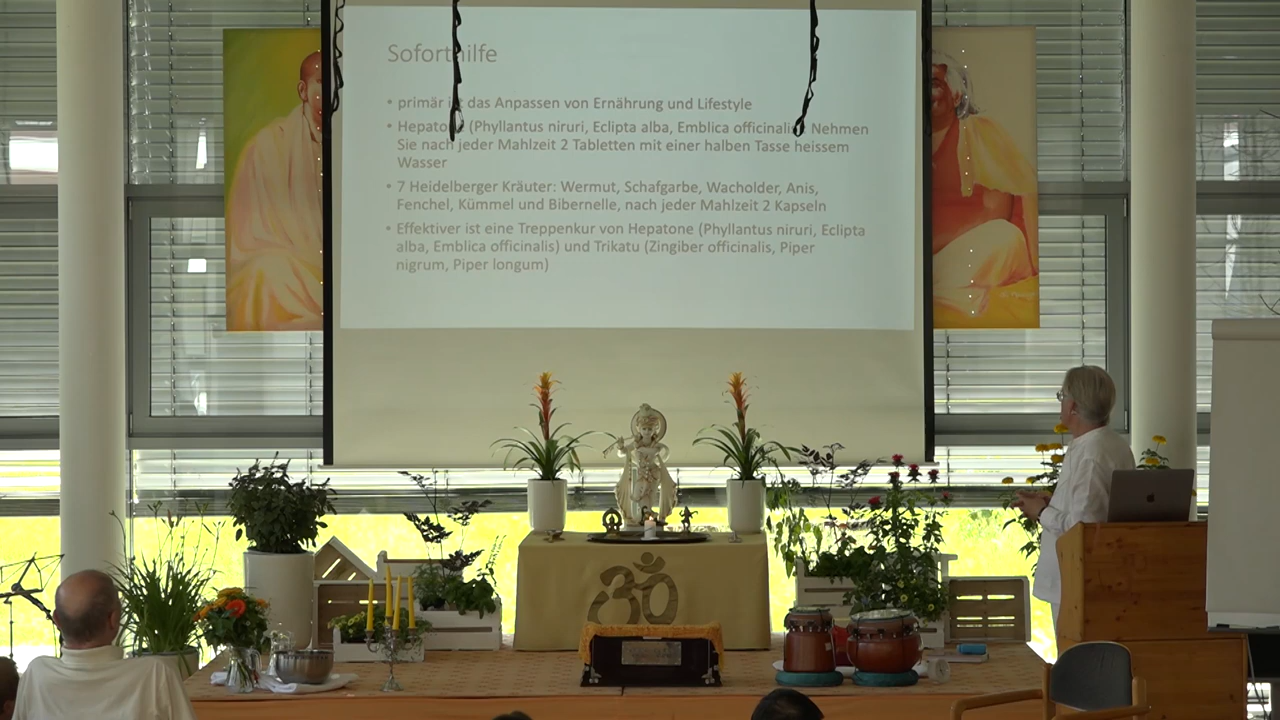 Soforthilfe
• primär ist das Anpassen von Ernährung und Lifestyle
• Hepatone (Phyllantus niruri, Eclipta alba, Emblica officinalis): Nehmen
Sie nach jeder Mahlzeit 2 Tabletten mit einer halben Tasse heissem
Wasser
• 7 Heidelberger Kräuter: Wermut, Schafgarbe, Wacholder, Anis,
Fenchel, Kümmel und Bibernelle, nach jeder Mahlzeit 2 Kapseln
• Effektiver ist eine Treppenkur von Hepatone (Phyllantus niruri, Eclipta
alba, Emblica officinalis) und Trikatu (Zingiber officinalis, Piper
nigrum, Piper longum)
ॐ